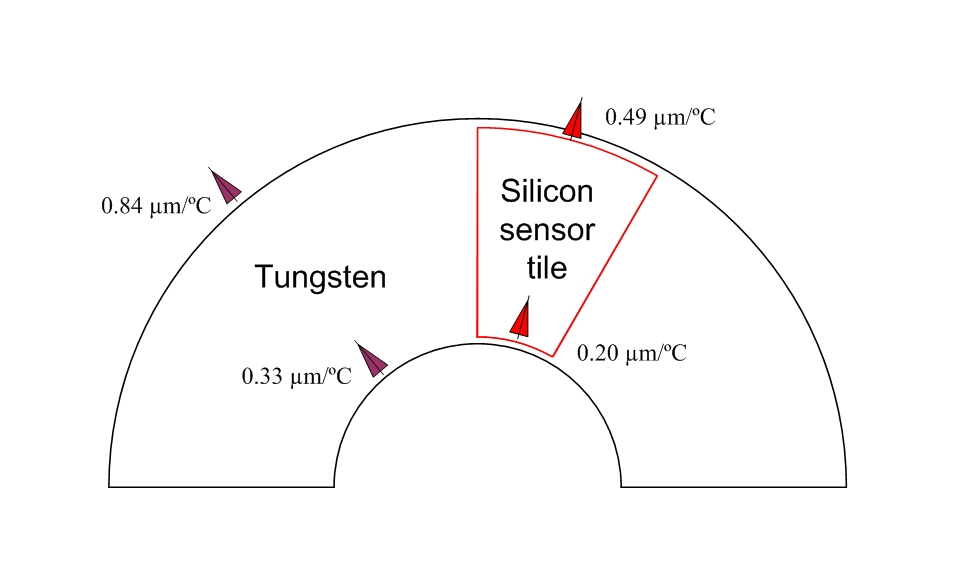 0.49 µm/ºC
0.84 µm/ºC
Silicon
sensor
tile
Tungsten
0.33 µm/ºC
0.20 µm/ºC